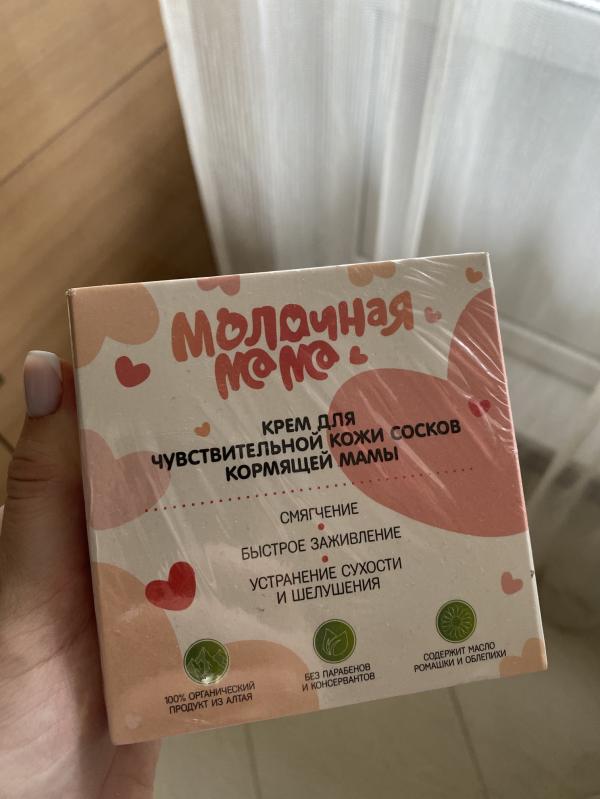 Молочная
мама
КРЕМ ДЛЯ
ЧУВСТВИТЕЛЬНОЙ КОЖИ СОСКОВ
КОРМЯЩЕЙ МАМЫ
СМЯГЧЕНИЕ
БЫСТРОЕ ЗАЖИВЛЕНИЕ
УСТРАНЕНИЕ СУХОСТИ
И ШЕЛУШЕНИЯ
100% ОРГАНИЧЕСКИЙ
ПРОДУКТ ИЗ АЛТАЯ
БЕЗ ПАРАБЕНОВ
И КОНСЕРВАНТОВ
СОДЕРЖИТ МАСЛО
РОМАШКИ И ОБЛЕПИХИ